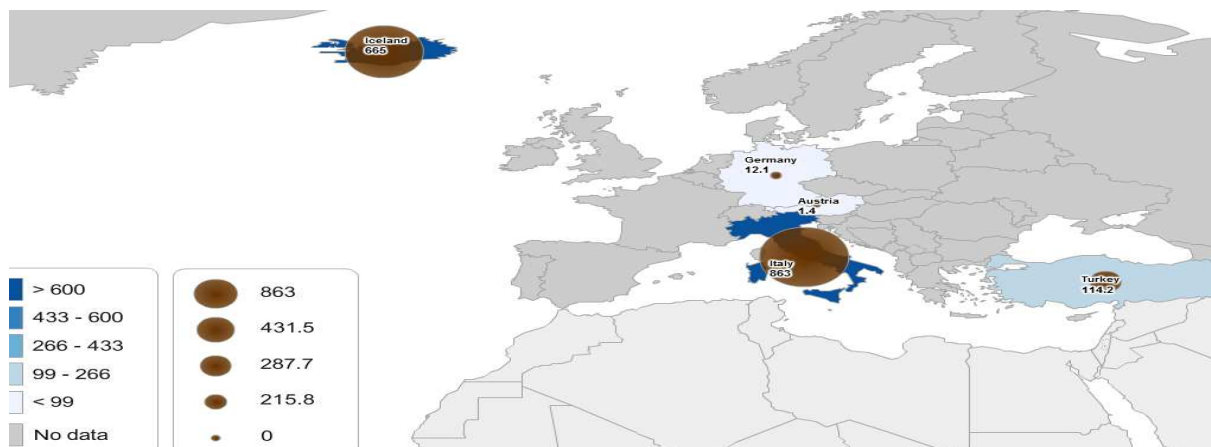 Iceland
665
Germany
12.1
Austria
1.4
Italy
863
Turkey
114.2
> 600
433 - 600
266 - 433
99 - 266
< 99
No data
863
431.5
287.7
215.8
0